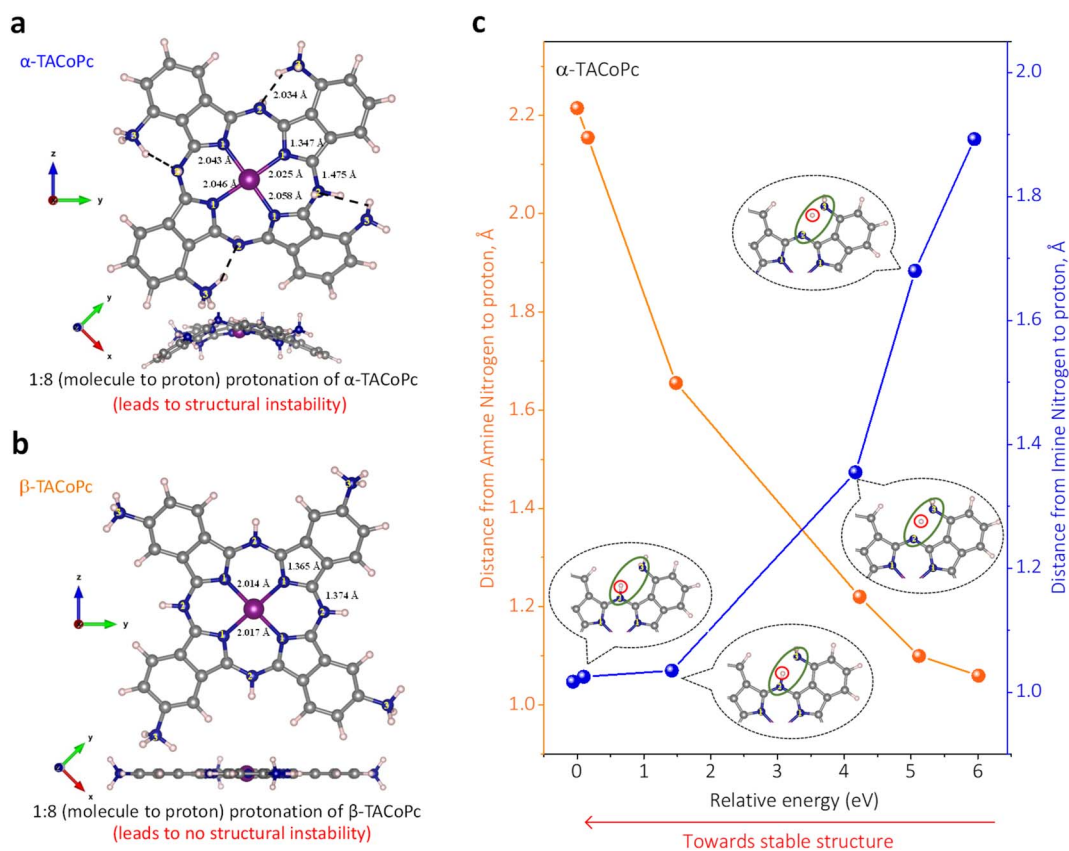 a
α-TACoPc
2.034 Å
1.347 Å
2.043 Å
2.025 Å
1.475 Å
2.046 Å
2.058 Å
z
y
y
x
1:8 (molecule to proton) protonation of α-TACoPc
(leads to structural instability)
b
β-TACoPc
1.365 Å
2.014 Å
1.374 Å
2.017 Å
z
y
y
x
1:8 (molecule to proton) protonation of β-TACoPc
(leads to no structural instability)
c
α-TACoPc
Distance from Amine Nitrogen to proton, Å
2.2
2.0
1.8
1.6
1.4
1.2
1.0
Distance from Imine Nitrogen to proton, Å
2.0
1.8
1.6
1.4
1.2
1.0
0 1 2 3 4 5 6
Relative energy (eV)
Towards stable structure